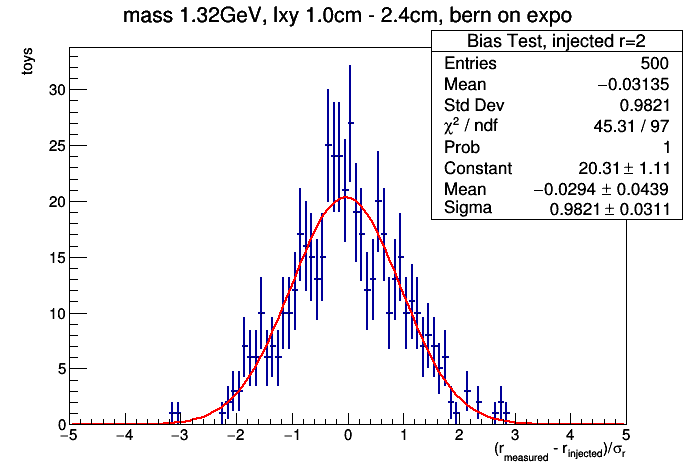 mass 1.32GeV, lxy 1.0cm - 2.4cm, bern on expo
Bias Test, injected r=2
Entries 500
Mean −0.03135
Std Dev 0.9821
χ² / ndf 45.31 / 97
Prob 1
Constant 20.31 ± 1.11
Mean −0.0294 ± 0.0439
Sigma 0.9821 ± 0.0311
toys
30
25
20
15
10
5
0
−5 −4 −3 −2 −1 0 1 2 3 4 5
(r_measured - r_injected)/σ_r